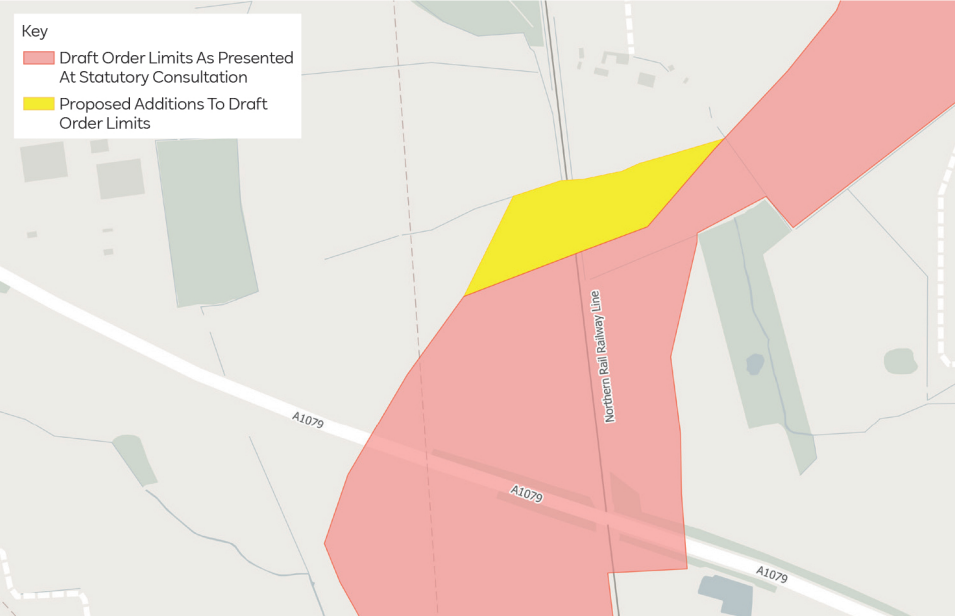 Key
Draft Order Limits As Presented
At Statutory Consultation
Proposed Additions To Draft
Order Limits
Northern Rail Railway Line
A1079
A1079
A1079